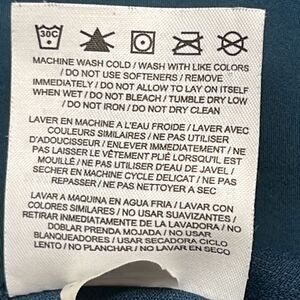 30C
MACHINE WASH COLD / WASH WITH LIKE COLORS
/ DO NOT USE SOFTENERS / REMOVE
IMMEDIATELY / DO NOT ALLOW TO LAY ON ITSELF
WHEN WET / DO NOT BLEACH / TUMBLE DRY LOW
/ DO NOT IRON / DO NOT DRY CLEAN
LAVER EN MACHINE A L'EAU FROIDE / LAVER AVEC
COULEURS SIMILAIRES / NE PAS UTILISER
D'ADOUCISSEUR / ENLEVER IMMEDIATEMENT / NE
PAS LAISSER LE VÊTEMENT PLIÉ LORSQU'IL EST
MOUILLÉ / NE PAS UTILISER D'EAU DE JAVEL /
SECHER EN MACHINE CYCLE DELICAT / NE PAS
REPASSER / NE PAS NETTOYER A SEC
LAVAR A MAQUINA EN AGUA FRIA / LAVAR CON
COLORES SIMILARES / NO USAR SUAVIZANTES /
RETIRAR INMEDIATAMENTE DE LA LAVADORA / NO
DOBLAR PRENDA MOJADA / NO USAR
BLANQUEADORES / USAR SECADORA CICLO
LENTO / NO PLANCHAR / NO LAVAR EN SECO